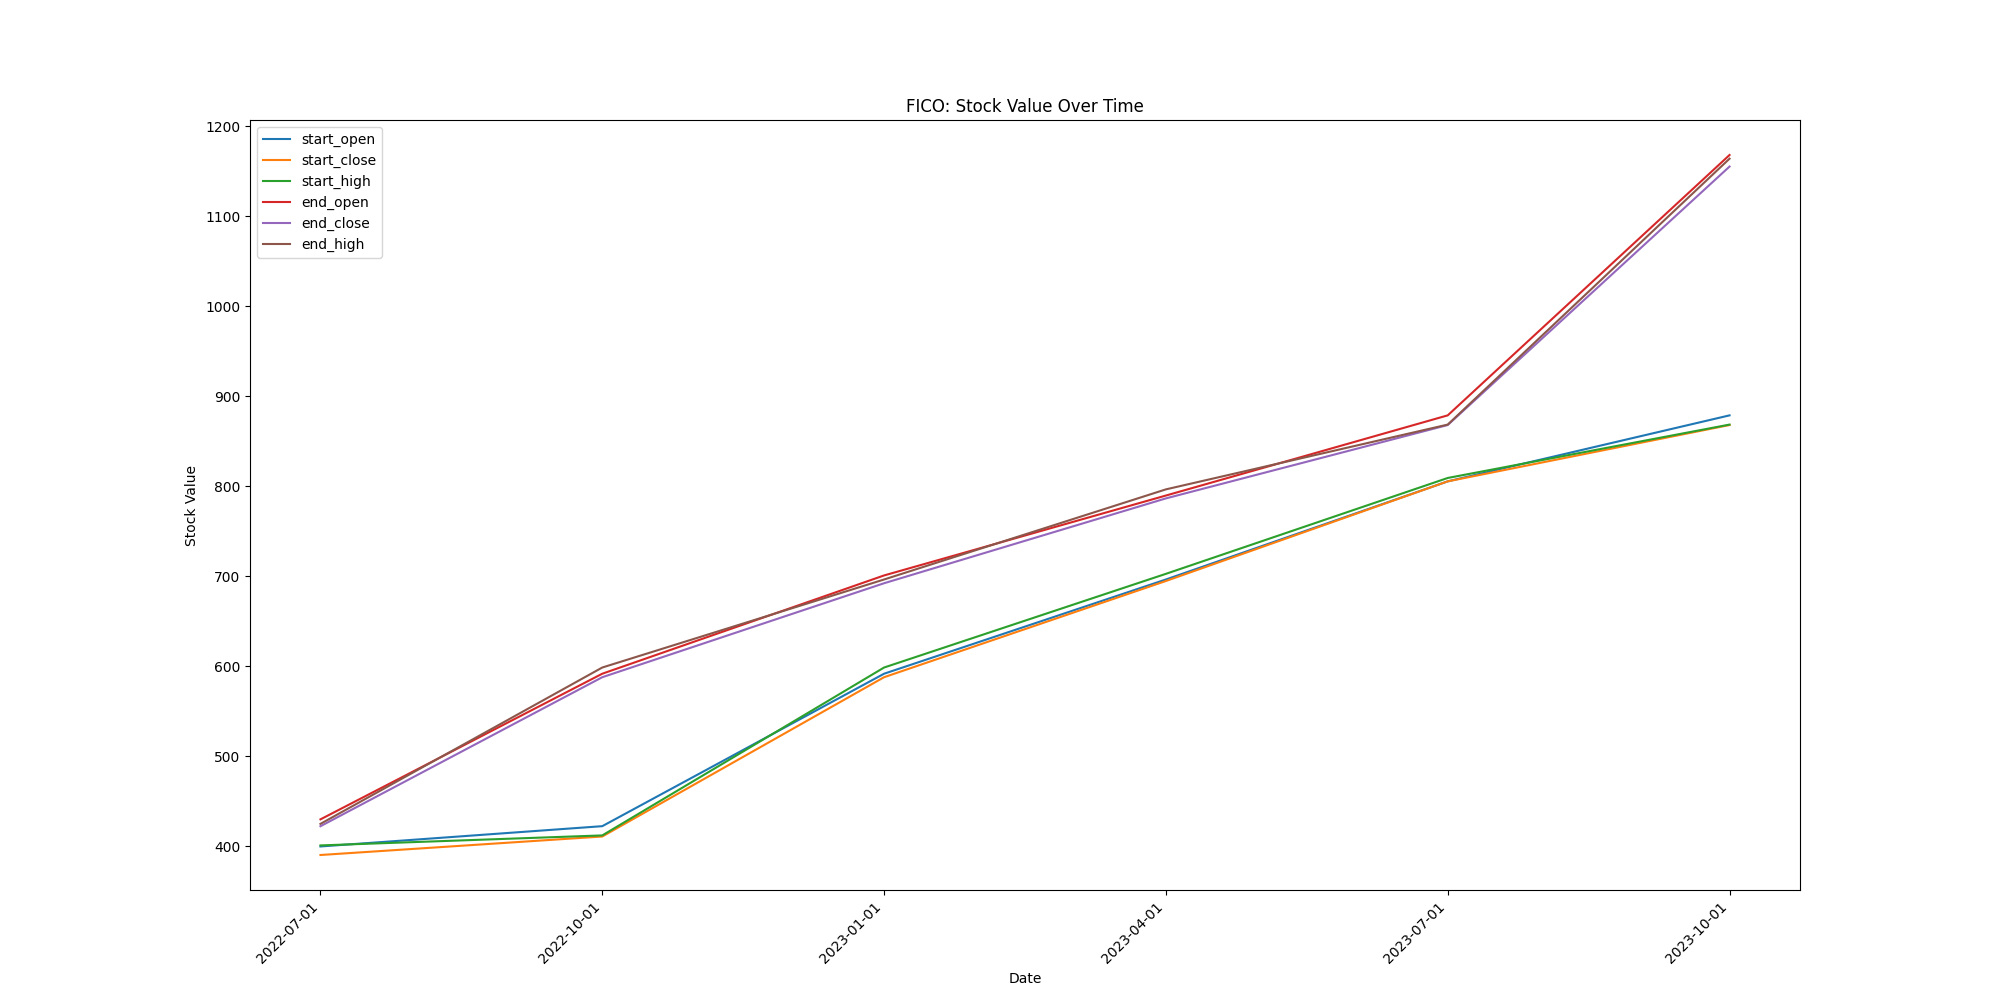 FICO: Stock Value Over Time
start_open
start_close
start_high
end_open
end_close
end_high
1200
1100
1000
900
800
700
600
500
400
Stock Value
2022-07-01
2022-10-01
2023-01-01
2023-04-01
2023-07-01
2023-10-01
Date